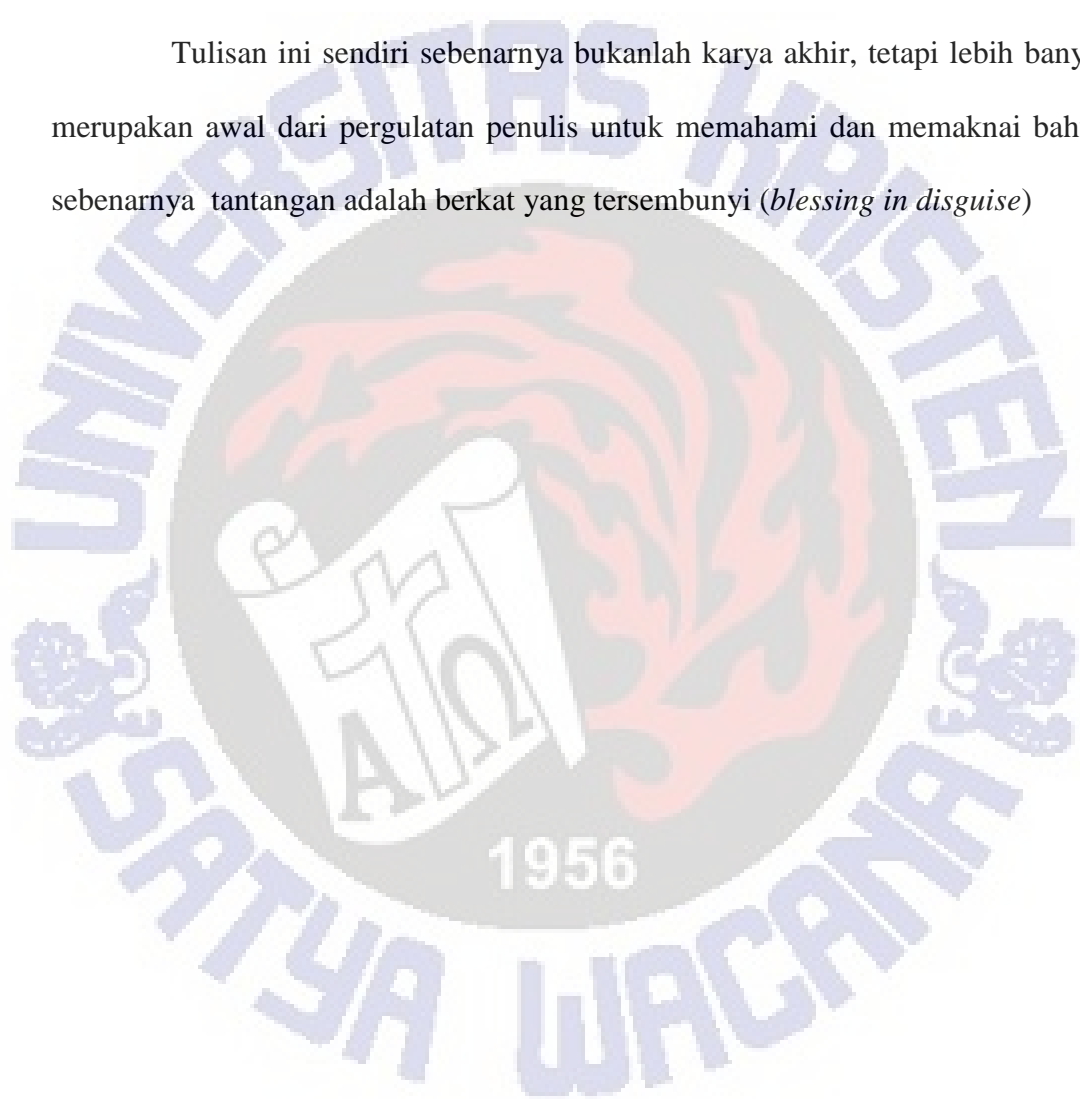 Tulisan ini sendiri sebenarnya bukanlah karya akhir, tetapi lebih bany
merupakan awal dari pergulatan penulis untuk memahami dan memaknai bah
sebenarnya tantangan adalah berkat yang tersembunyi (blessing in disguise)
UNIVERSITAS KRISTEN
Α Ω
1956
SATYA WACANA